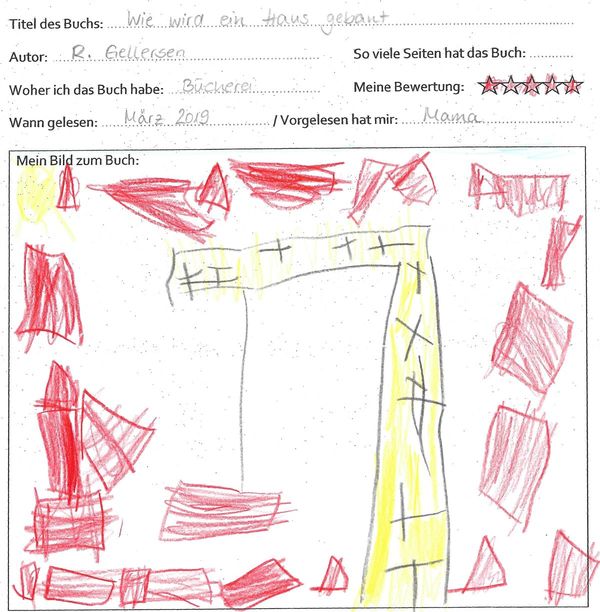 Titel des Buchs: Wie wird ein Haus gebaut
Autor: R. Gellersen
So viele Seiten hat das Buch:
Woher ich das Buch habe: Bücherei
Meine Bewertung:
Wann gelesen: März 2019 / Vorgelesen hat mir: Mama
Mein Bild zum Buch: